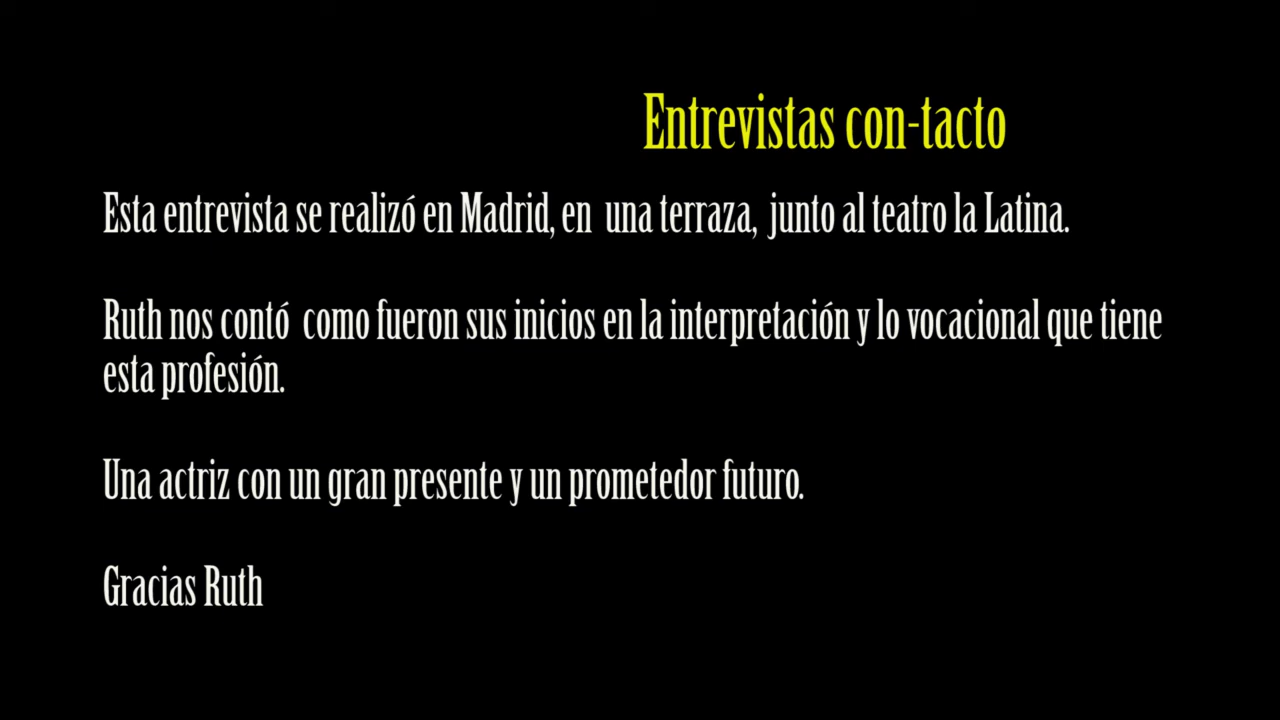 Entrevistas con-tacto
Esta entrevista se realizó en Madrid, en una terraza, junto al teatro la Latina.
Ruth nos contó como fueron sus inicios en la interpretación y lo vocacional que tiene
esta profesión.
Una actriz con un gran presente y un prometedor futuro.
Gracias Ruth